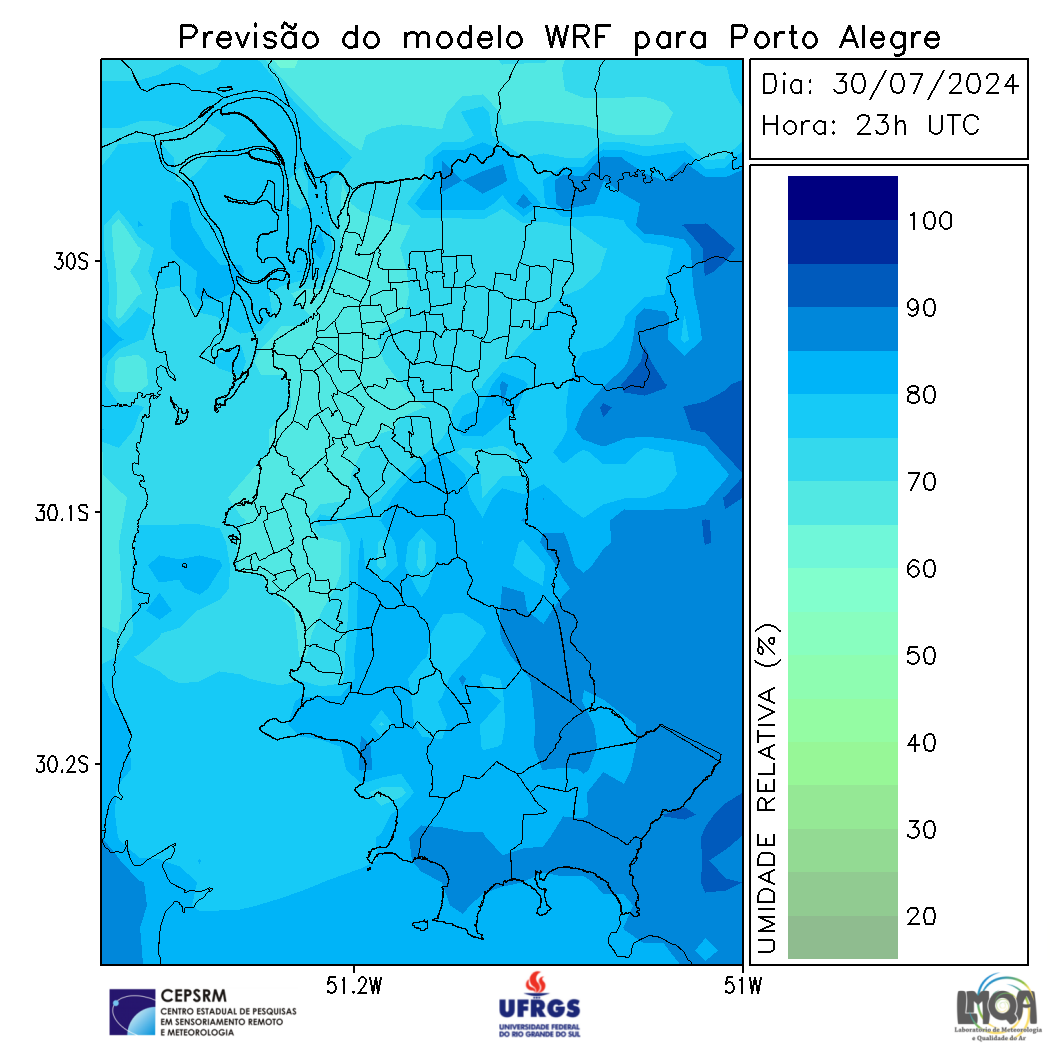 Previsão do modelo WRF para Porto Alegre
Dia: 30/07/2024
Hora: 23h UTC
100
90
80
70
60
50
40
30
20
UMIDADE RELATIVA (%)
30S
30.1S
30.2S
51.2W
51W
CEPSRM
CENTRO ESTADUAL DE PESQUISAS
EM SENSORIAMENTO REMOTO
E METEOROLOGIA
UFRGS
UNIVERSIDADE FEDERAL
DO RIO GRANDE DO SUL
LMQA
Laboratório de Meteorologia
e Qualidade do Ar